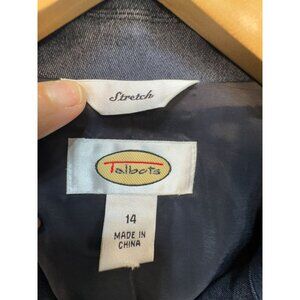 Stretch
Talbots
14
MADE IN
CHINA